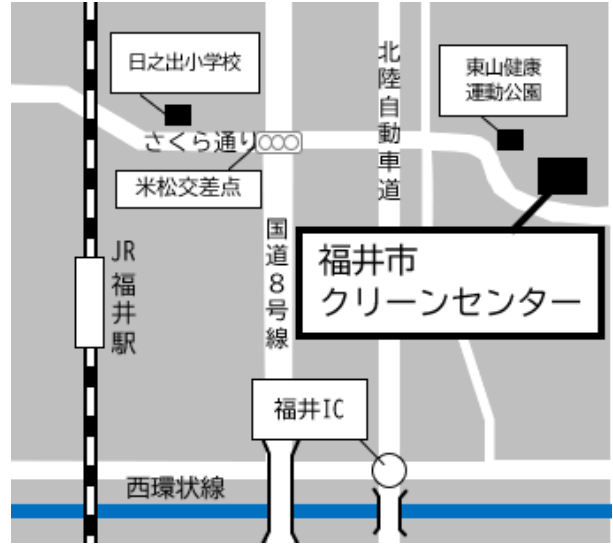 日之出小学校
北陸自動車道
東山健康
運動公園
さくら通り
米松交差点
国道8号線
福井市
クリーンセンター
JR
福井駅
福井IC
西環状線